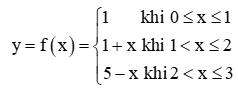 y = f(x) = { 1 khi 0 ≤ x ≤ 1
1 + x khi 1 < x ≤ 2
5 − x khi 2 < x ≤ 3